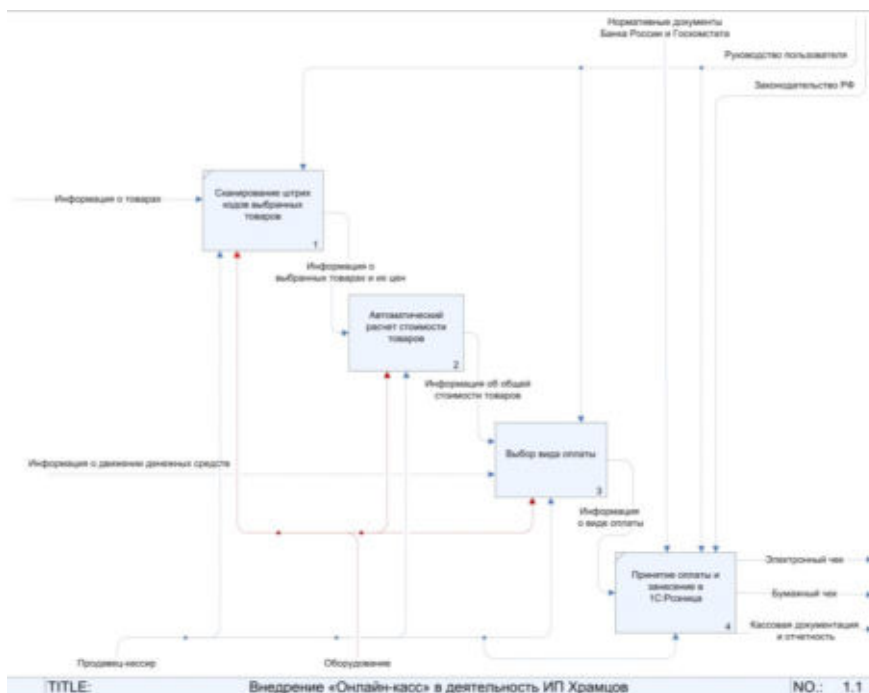 Нормативные документы
Банка России и Госкомстата
Руководство пользователя
Законодательство РФ
Информация о товарах
Сканирование штрих
кодов выбранных
товаров
1
Информация о
выбранных товарах и их цен
Автоматический
расчет стоимости
товаров
2
Информация об общей
стоимости товаров
Информация о движении денежных средств
Выбор вида оплаты
3
Информация
о виде оплаты
Принятие оплаты и
занесение в
1С:Розница
4
Электронный чек
Бумажный чек
Кассовая документация
и отчетность
Продавец-кассир
Оборудование
TITLE: Внедрение «Онлайн-касс» в деятельность ИП Храмцов NO.: 1.1